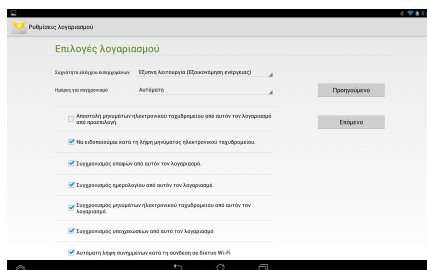 Ρυθμίσεις λογαριασμού
Επιλογές λογαριασμού
Συχνότητα ελέγχου εισερχομένων Έξυπνη λειτουργία (Εξοικονόμηση ενέργειας)
Ημέρες για συγχρονισμό Αυτόματη
Προηγούμενο
Αποστολή μηνυμάτων ηλεκτρονικού ταχυδρομείου από αυτόν τον λογαριασμό
από προεπιλογή.
Επόμενο
Να ειδοποιούμαι κατά τη λήψη μηνύματος ηλεκτρονικού ταχυδρομείου.
Συγχρονισμός επαφών από αυτόν τον λογαριασμό.
Συγχρονισμός ημερολογίου από αυτόν τον λογαριασμό.
Συγχρονισμός μηνυμάτων ηλεκτρονικού ταχυδρομείου από αυτόν τον
λογαριασμό.
Συγχρονισμός υποχρεώσεων από αυτόν τον λογαριασμό
Αυτόματη λήψη συνημμένων κατά τη σύνδεση σε δίκτυο Wi-Fi